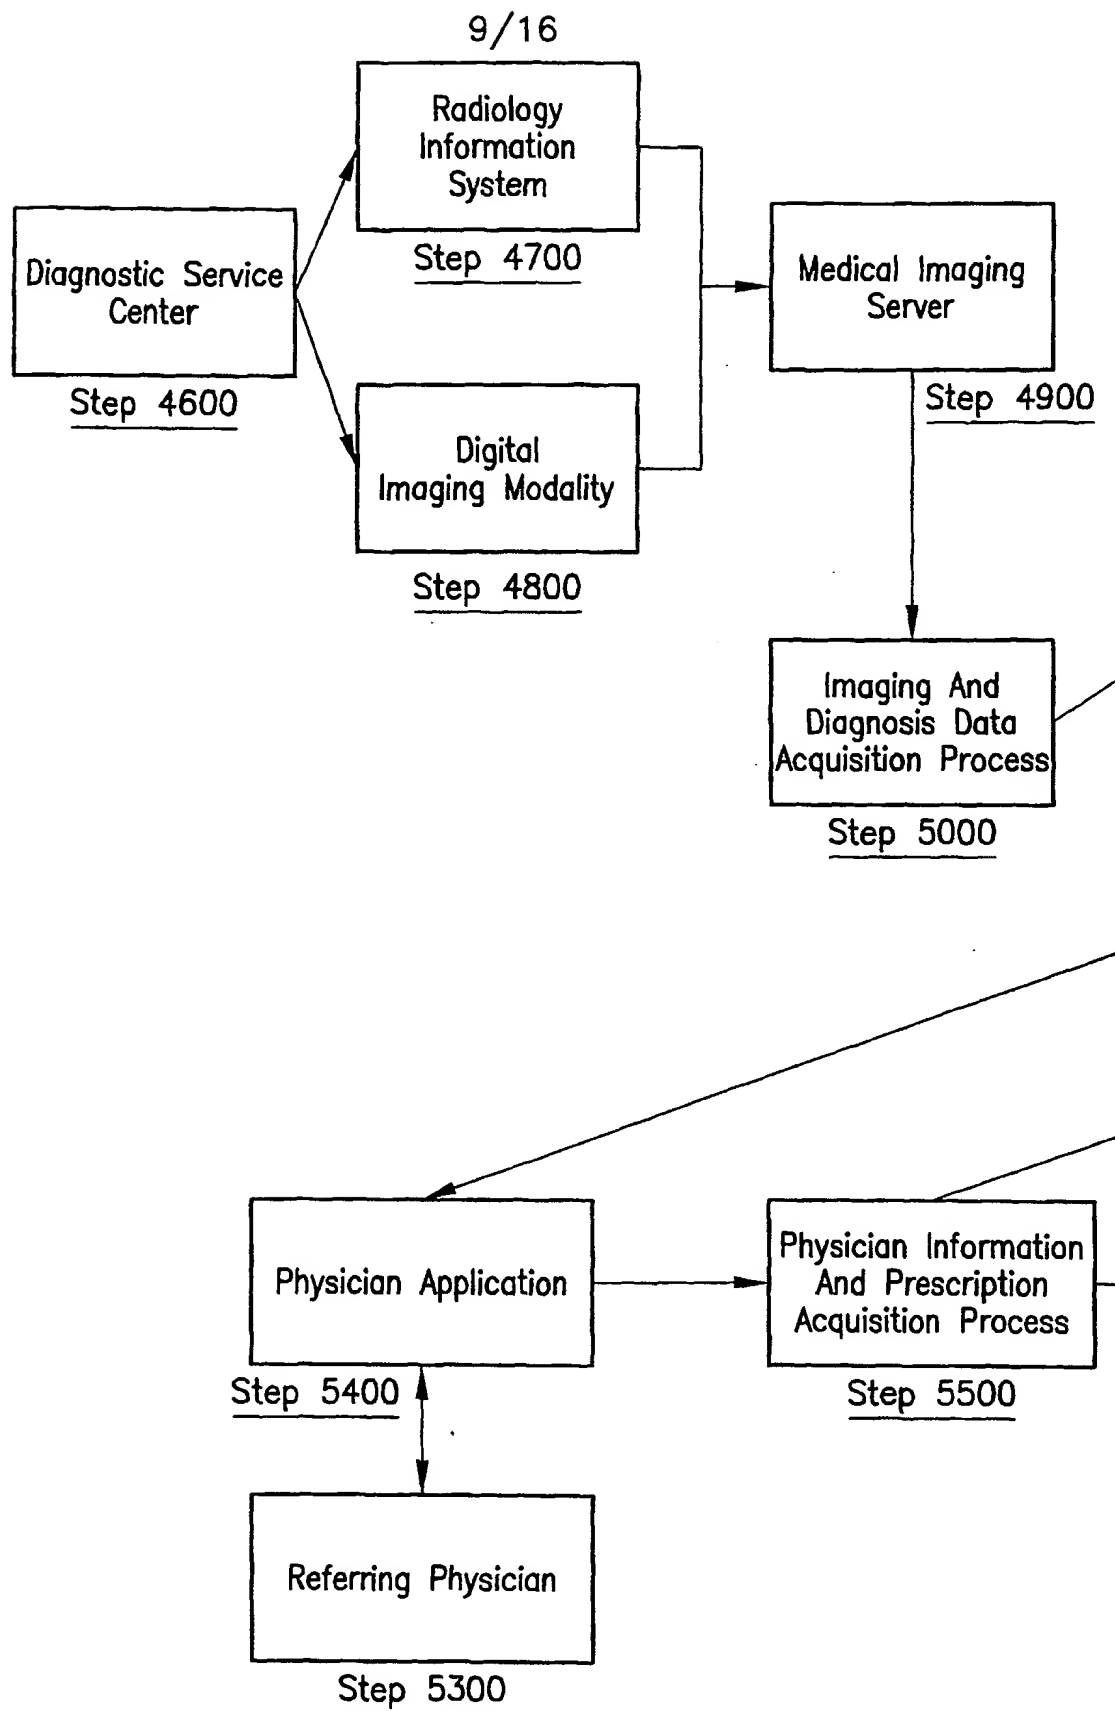 9/16
Radiology
Information
System
Step 4700
Diagnostic Service
Center
Step 4600
Medical Imaging
Server
Step 4900
Digital
Imaging Modality
Step 4800
Imaging And
Diagnosis Data
Acquisition Process
Step 5000
Physician Application
Step 5400
Physician Information
And Prescription
Acquisition Process
Step 5500
Referring Physician
Step 5300